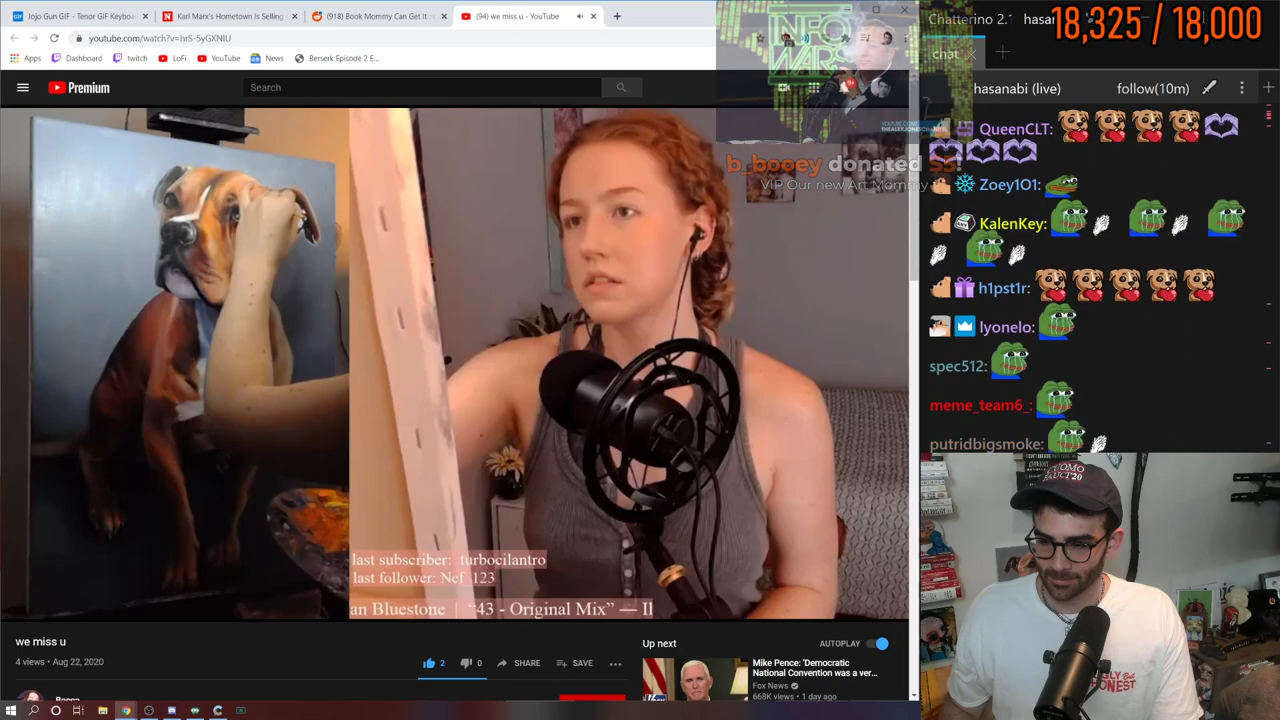 Jojo Gun GIF - Tenor GIF Keyboa
Karl Marx's Hometown Is Selling
(918) Book Mommy Can Get It : 
(94) we miss u - YouTube
youtube.com/watch?v=hrS-5yGXNIU
Apps
Dashboard
twitch
LoFi
YouTube
News
Berserk Episode 2 E...
Premium
Search
INFO
WARS
b_booey donated $5!
VIP Our new Art Mommy
last subscriber: turbocilantro
last follower: Nef_123
an Bluestone | "43 - Original Mix" — Il
we miss u
4 views • Aug 22, 2020
2
0
SHARE
SAVE
Up next
AUTOPLAY
Mike Pence: 'Democratic
National Convention was a ver...
Fox News
668K views • 1 day ago
Chatterino 2.1
hasan
18,325 / 18,000
chat
hasanabi (live)
follow(10m)
QueenCLT:
Zoey1O1:
KalenKey:
h1pst1r:
lyonelo:
spec512:
meme_team6_:
putridbigsmoke: